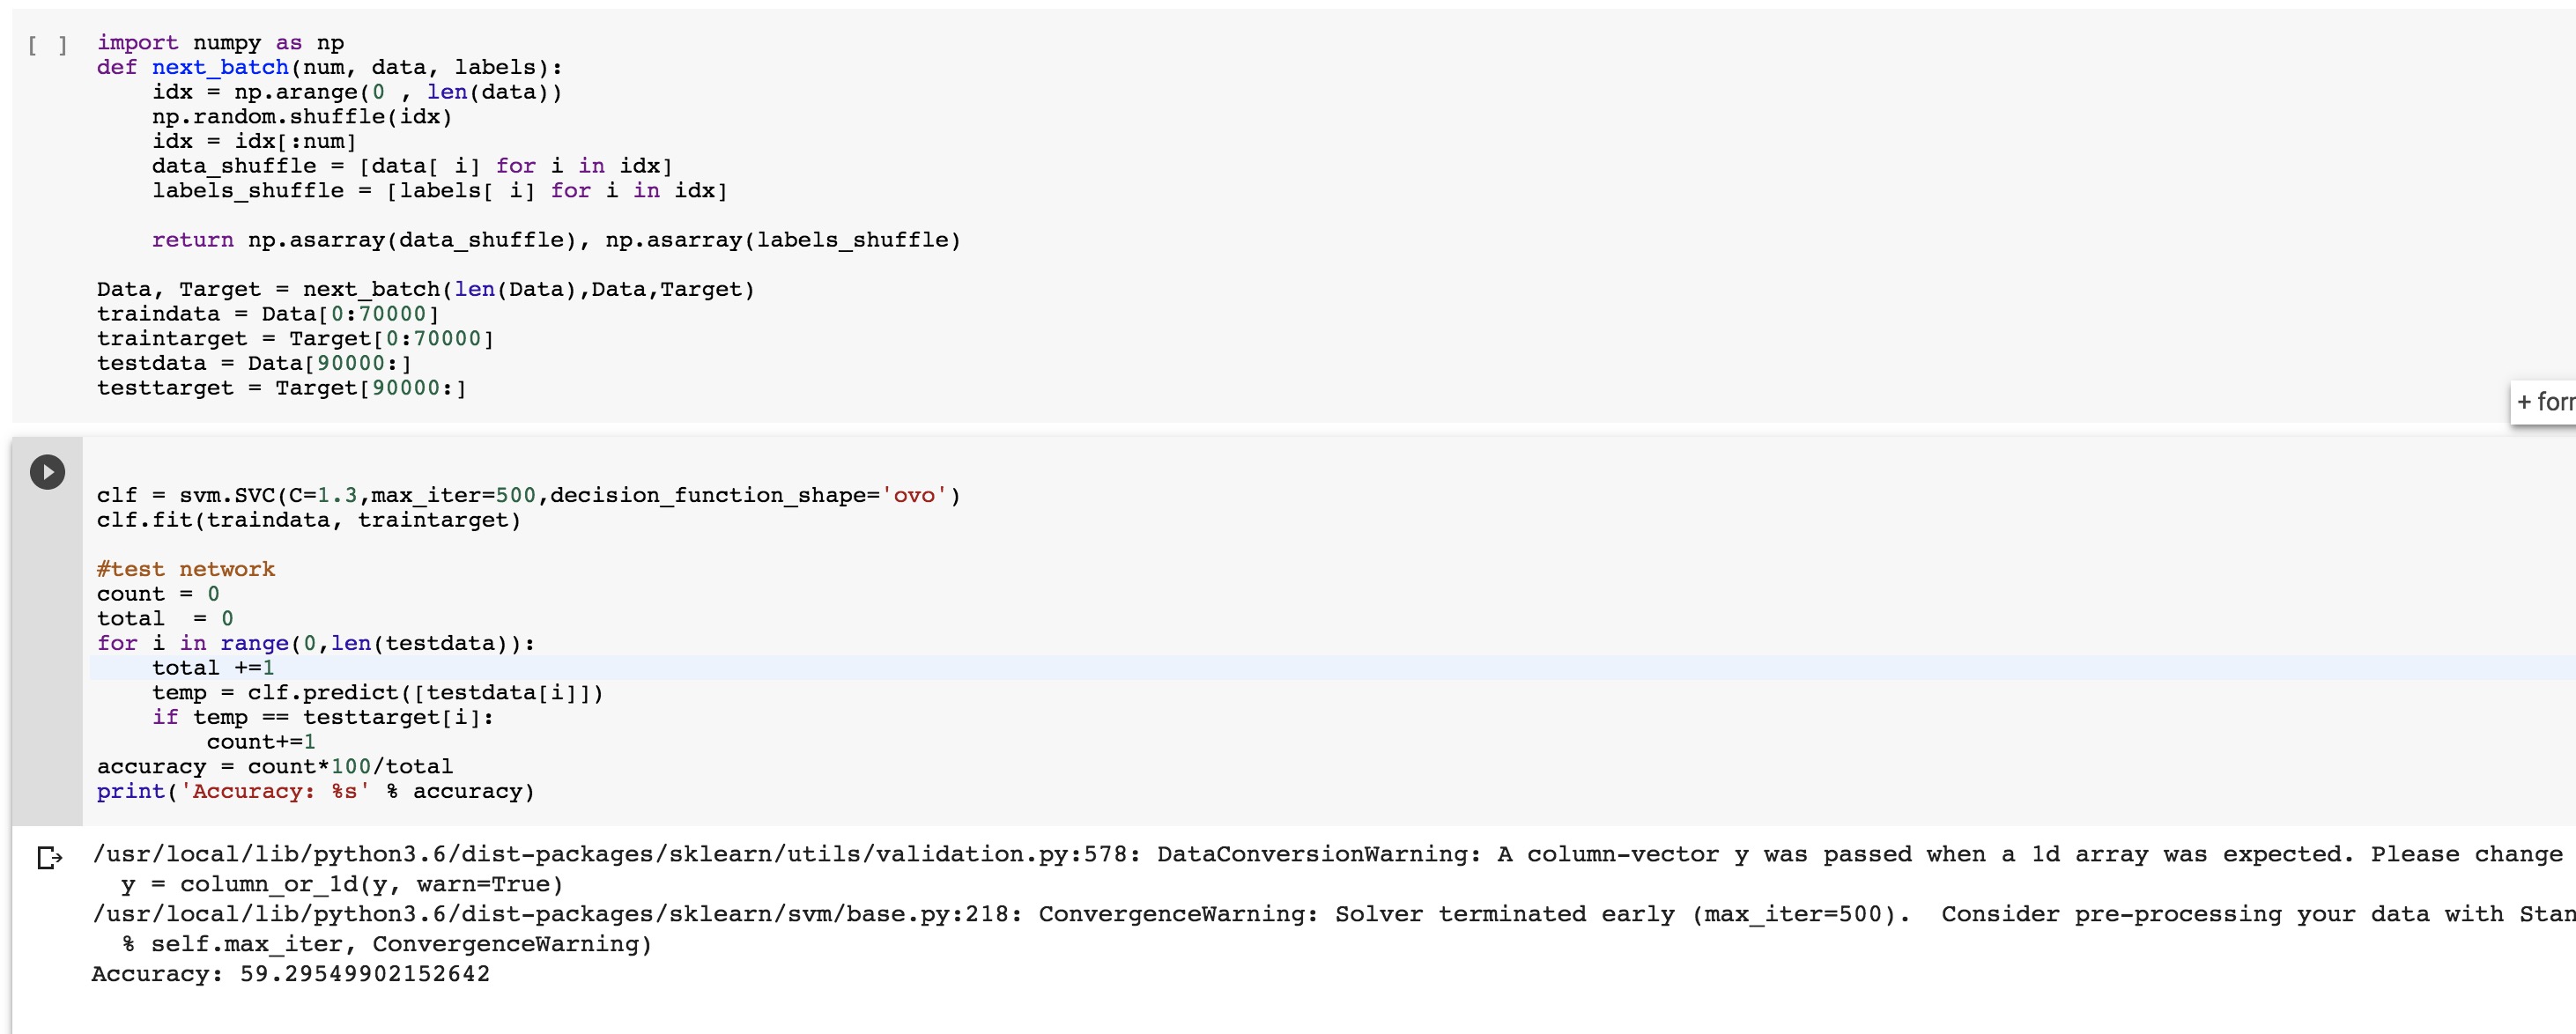 [ ] import numpy as np
def next_batch(num, data, labels):
    idx = np.arange(0 , len(data))
    np.random.shuffle(idx)
    idx = idx[:num]
    data_shuffle = [data[ i] for i in idx]
    labels_shuffle = [labels[ i] for i in idx]

    return np.asarray(data_shuffle), np.asarray(labels_shuffle)

Data, Target = next_batch(len(Data),Data,Target)
traindata = Data[0:70000]
traintarget = Target[0:70000]
testdata = Data[90000:]
testtarget = Target[90000:]
+ forr

clf = svm.SVC(C=1.3,max_iter=500,decision_function_shape='ovo')
clf.fit(traindata, traintarget)

#test network
count = 0
total  = 0
for i in range(0,len(testdata)):
    total +=1
    temp = clf.predict([testdata[i]])
    if temp == testtarget[i]:
        count+=1
accuracy = count*100/total
print('Accuracy: %s' % accuracy)

/usr/local/lib/python3.6/dist-packages/sklearn/utils/validation.py:578: DataConversionWarning: A column-vector y was passed when a 1d array was expected. Please change
  y = column_or_1d(y, warn=True)
/usr/local/lib/python3.6/dist-packages/sklearn/svm/base.py:218: ConvergenceWarning: Solver terminated early (max_iter=500).  Consider pre-processing your data with Stan
  % self.max_iter, ConvergenceWarning)
Accuracy: 59.29549902152642